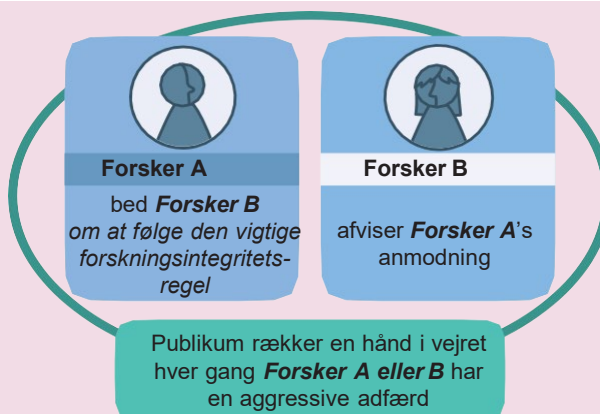 Forsker A
bed Forsker B
om at følge den vigtige
forskningsintegritets-
regel
Forsker B
afviser Forsker A's
anmodning
Publikum rækker en hånd i vejret
hver gang Forsker A eller B har
en aggressive adfærd